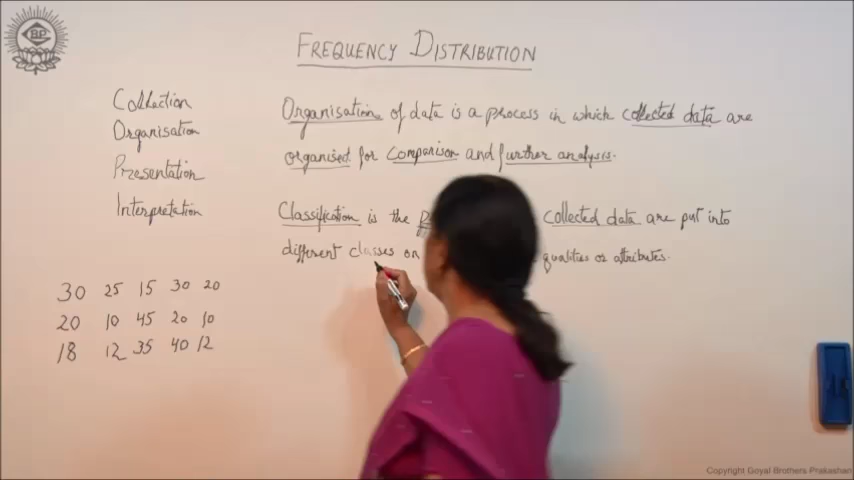 GBP
FREQUENCY DISTRIBUTION
Collection
Organisation
Presentation
Interpretation
Organisation of data is a process in which collected data are
organised for comparison and further analysis.
Classification is the collected data are put into
different classes on qualities or attributes.
30 25 15 30 20
20 10 45 20 10
18 12 35 40 12
Copyright Goyal Brothers Prakashan